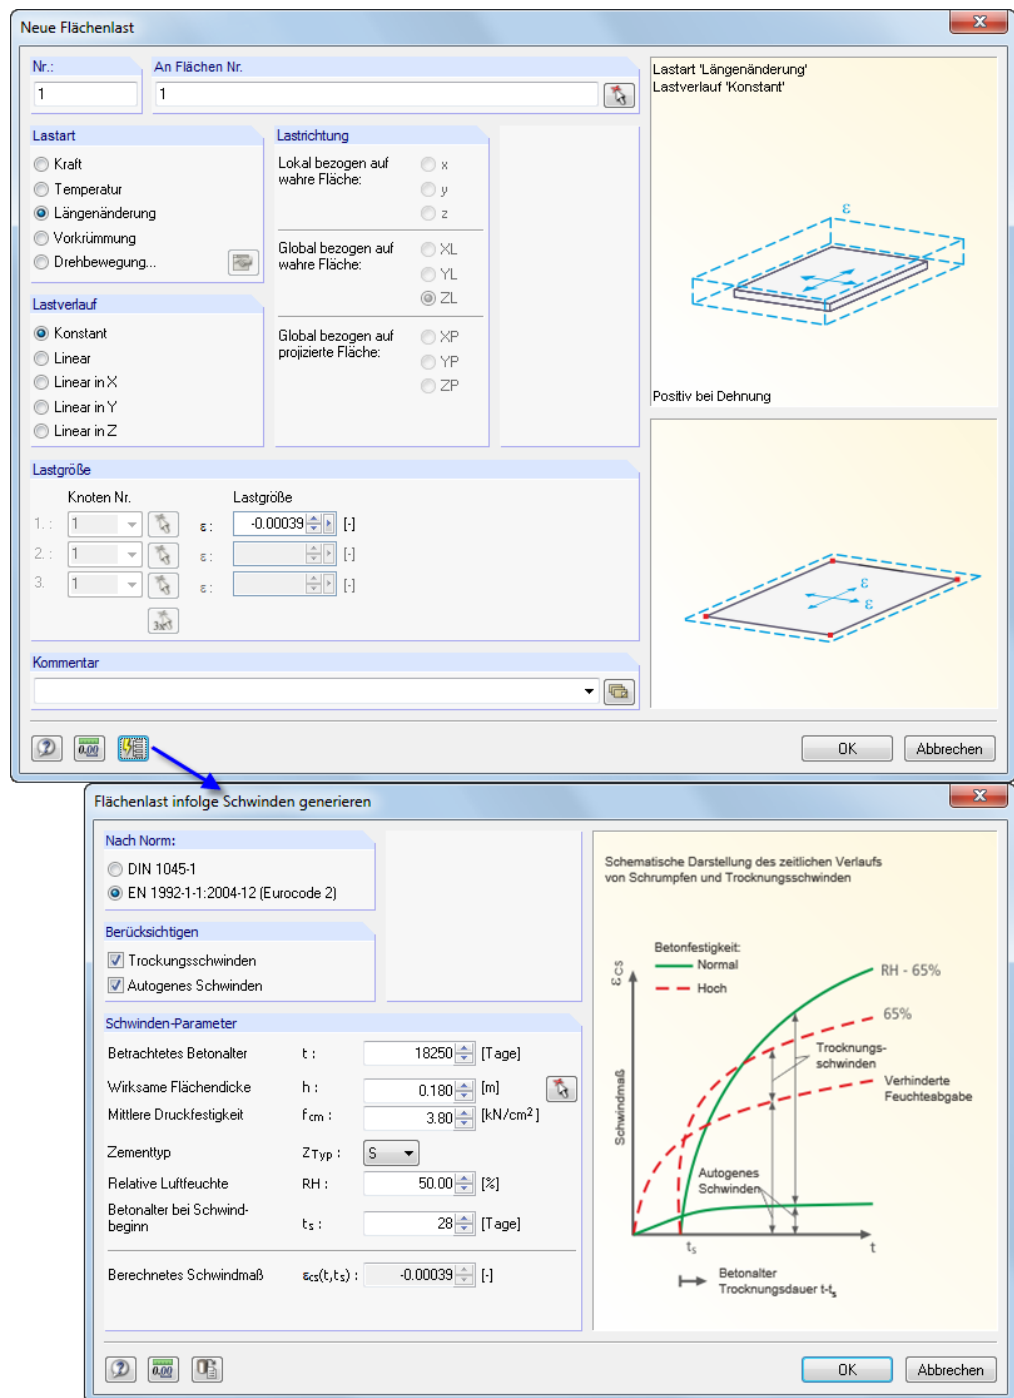 Neue Flächenlast
Nr.:
An Flächen Nr.
1
1
Lastart
Kraft
Temperatur
Längenänderung
Vorkrümmung
Drehbewegung...
Lastrichtung
Lokal bezogen auf
wahre Fläche:
x
y
z
Global bezogen auf
wahre Fläche:
XL
YL
ZL
Global bezogen auf
projizierte Fläche:
XP
YP
ZP
Lastverlauf
Konstant
Linear
Linear in X
Linear in Y
Linear in Z
Lastart 'Längenänderung'
Lastverlauf 'Konstant'
ε
Positiv bei Dehnung
Lastgröße
Knoten Nr.
Lastgröße
1. : 1 ε : -0.00039 [-]
2. : 1 ε : [-]
3. 1 ε : [-]
3x
ε
ε
Kommentar
0.00
OK
Abbrechen
Flächenlast infolge Schwinden generieren
Nach Norm:
DIN 1045-1
EN 1992-1-1:2004-12 (Eurocode 2)
Berücksichtigen
Trockungsschwinden
Autogenes Schwinden
Schwinden-Parameter
Betrachtetes Betonalter t : 18250 [Tage]
Wirksame Flächendicke h : 0.180 [m]
Mittlere Druckfestigkeit fcm : 3.80 [kN/cm²]
Zementtyp ZTyp : S
Relative Luftfeuchte RH : 50.00 [%]
Betonalter bei Schwind-
beginn ts : 28 [Tage]
Berechnetes Schwindmaß εcs(t,ts) : -0.00039 [-]
Schematische Darstellung des zeitlichen Verlaufs
von Schrumpfen und Trocknungsschwinden
Betonfestigkeit:
Normal
Hoch
εcs
Schwindmaß
RH - 65%
65%
Trocknungs-
schwinden
Verhinderte
Feuchteabgabe
Autogenes
Schwinden
ts
t
Betonalter
Trocknungsdauer t-ts
0.00
OK
Abbrechen